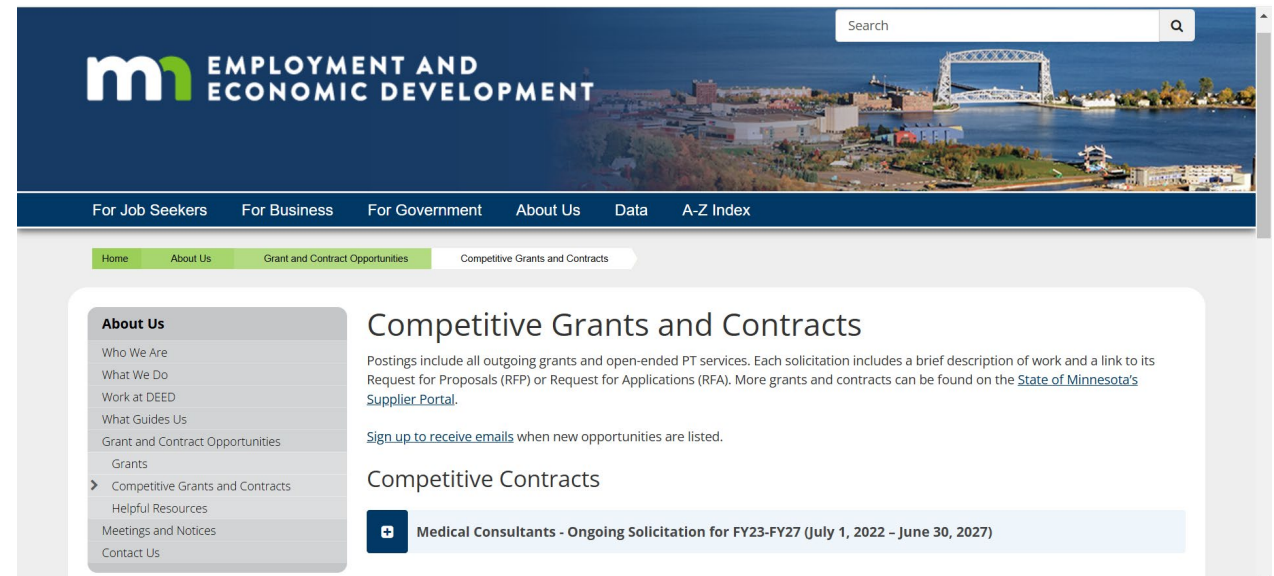 Search
mn EMPLOYMENT AND
ECONOMIC DEVELOPMENT
For Job Seekers For Business For Government About Us Data A-Z Index
Home About Us Grant and Contract Opportunities Competitive Grants and Contracts
About Us
Who We Are
What We Do
Work at DEED
What Guides Us
Grant and Contract Opportunities
Grants
Competitive Grants and Contracts
Helpful Resources
Meetings and Notices
Contact Us
Competitive Grants and Contracts
Postings include all outgoing grants and open-ended PT services. Each solicitation includes a brief description of work and a link to its
Request for Proposals (RFP) or Request for Applications (RFA). More grants and contracts can be found on the State of Minnesota's
Supplier Portal.
Sign up to receive emails when new opportunities are listed.
Competitive Contracts
Medical Consultants - Ongoing Solicitation for FY23-FY27 (July 1, 2022 – June 30, 2027)